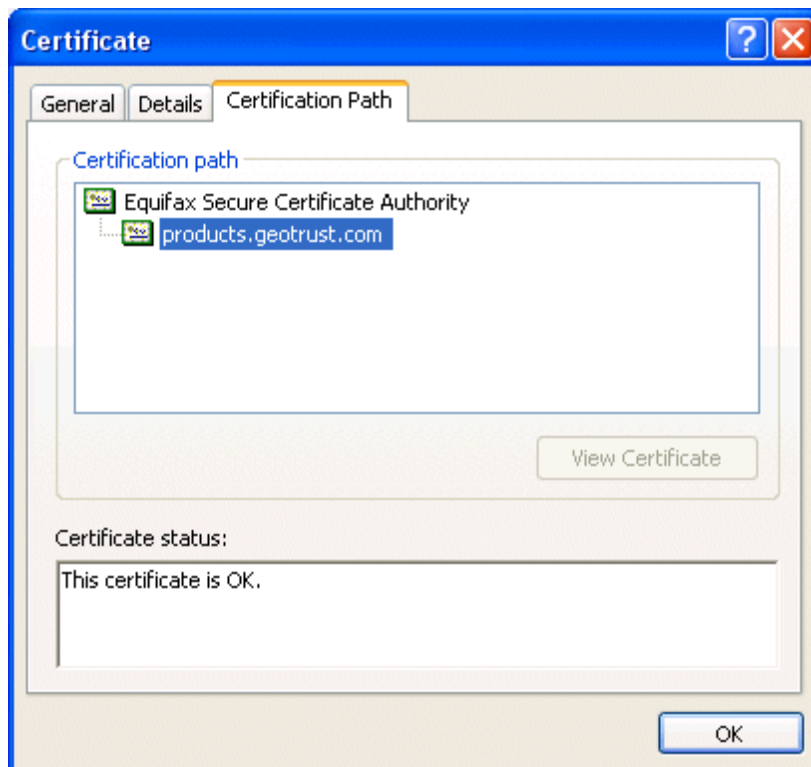 Certificate
General Details Certification Path
Certification path
Equifax Secure Certificate Authority
products.geotrust.com
View Certificate
Certificate status:
This certificate is OK.
OK